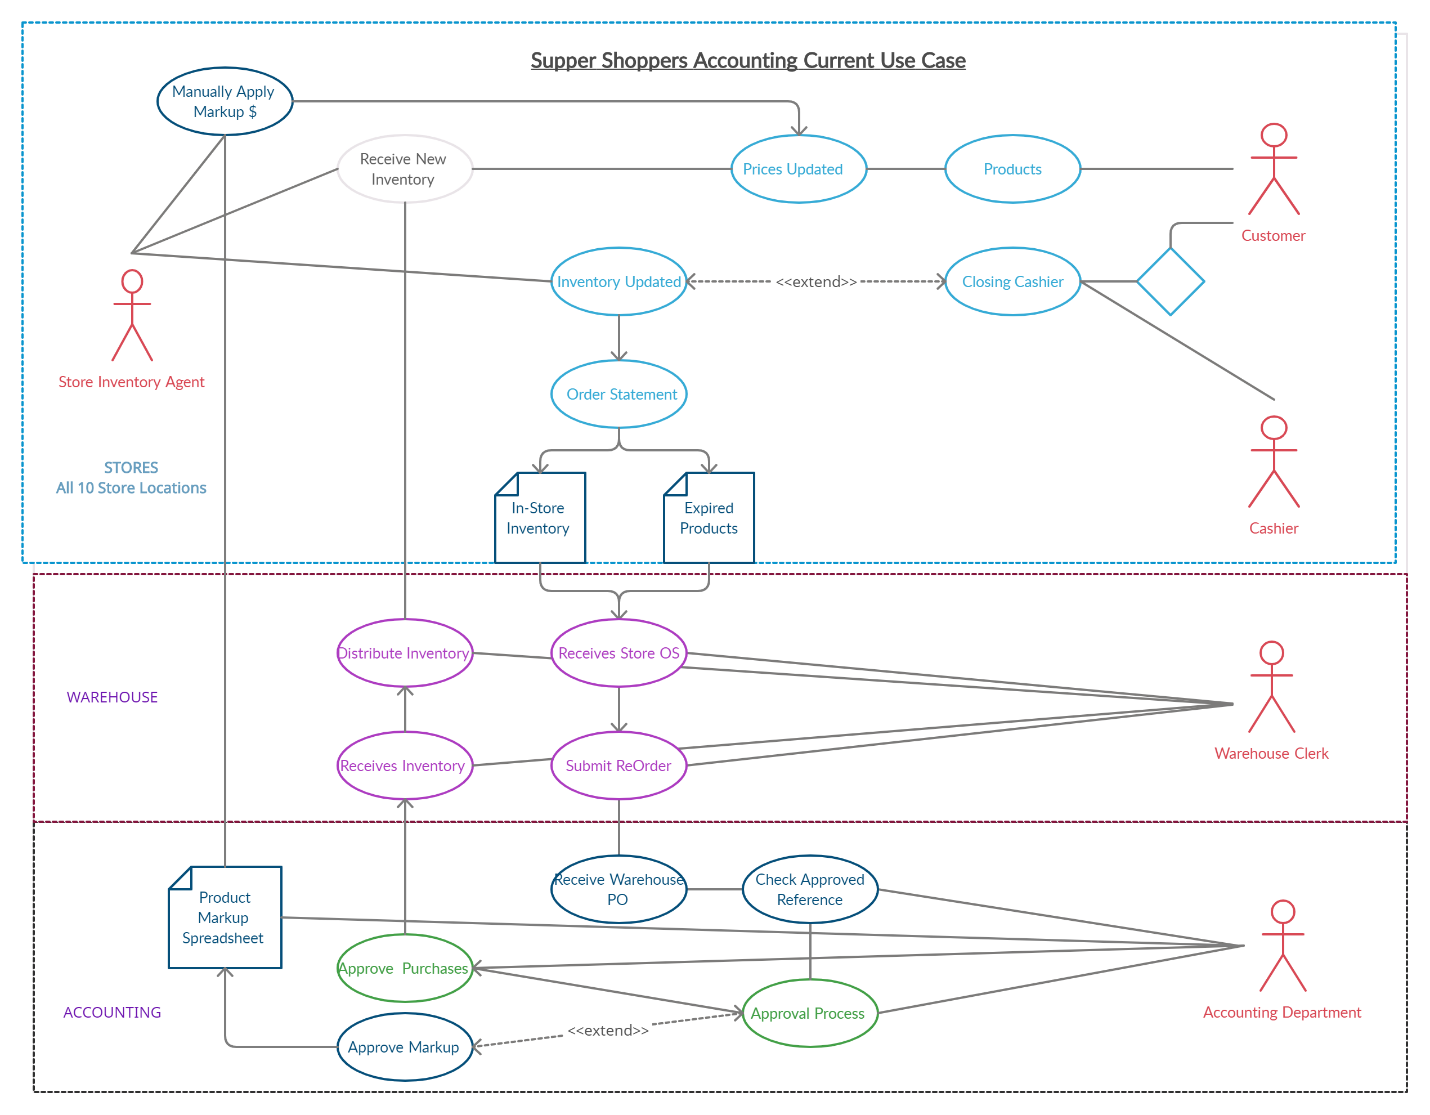 Supper Shoppers Accounting Current Use Case
Manually Apply
Markup $
Receive New
Inventory
Prices Updated
Products
Customer
Inventory Updated
<<extend>>
Closing Cashier
Store Inventory Agent
Order Statement
STORES
All 10 Store Locations
In-Store
Inventory
Expired
Products
Cashier
Distribute Inventory
Receives Store OS
WAREHOUSE
Receives Inventory
Submit ReOrder
Warehouse Clerk
Receive Warehouse
PO
Check Approved
Reference
Product
Markup
Spreadsheet
Approve  Purchases
ACCOUNTING
Approval Process
Accounting Department
<<extend>>
Approve Markup